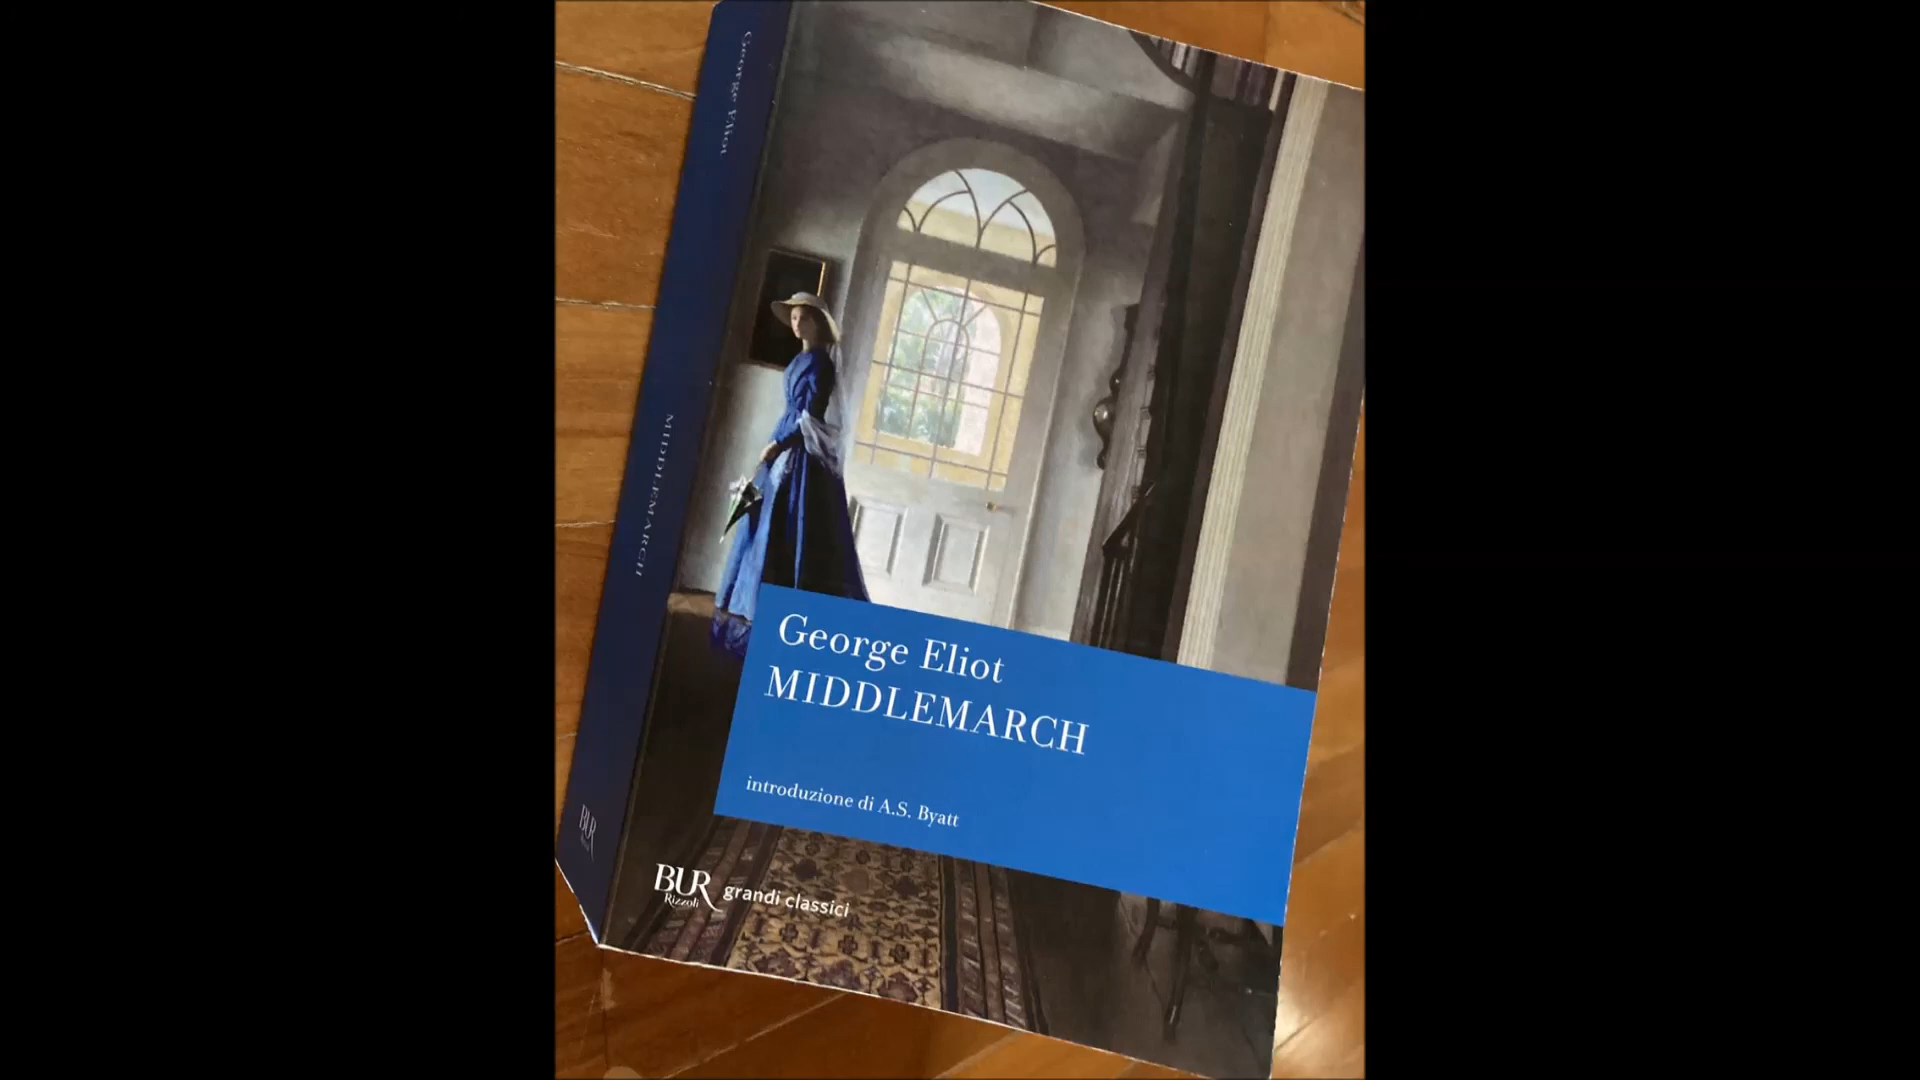 George Eliot
MIDDLEMARCH
BUR
George Eliot
MIDDLEMARCH
introduzione di A.S. Byatt
BUR
Rizzoli
grandi classici